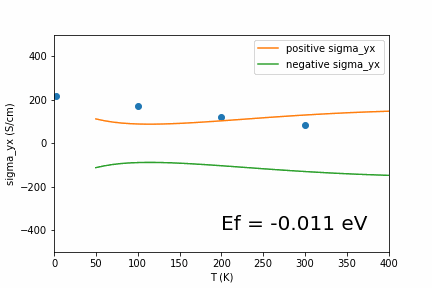 positive sigma_yx
negative sigma_yx
400
200
0
−200
−400
sigma_yx (S/cm)
Ef = -0.011 eV
0 50 100 150 200 250 300 350 400
T (K)